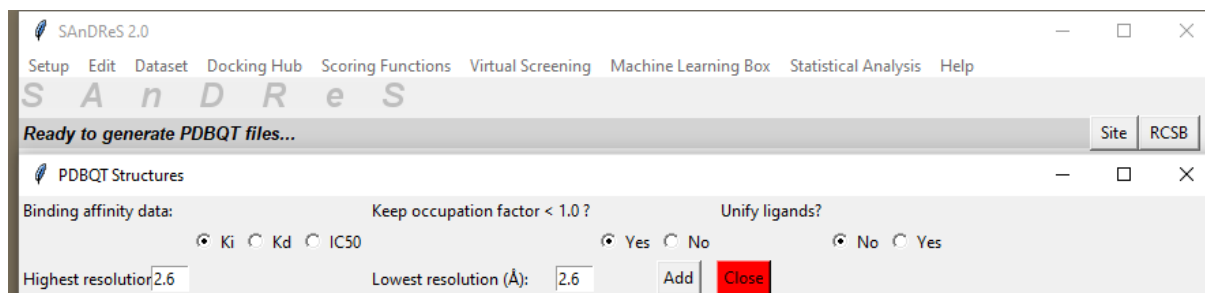 SAnDReS 2.0
Setup Edit Dataset Docking Hub Scoring Functions Virtual Screening Machine Learning Box Statistical Analysis Help
S A n D R e S
Ready to generate PDBQT files... Site RCSB
PDBQT Structures
Binding affinity data: Keep occupation factor < 1.0 ? Unify ligands?
Ki Kd IC50 Yes No No Yes
Highest resolution 2.6 Lowest resolution (Å): 2.6 Add Close